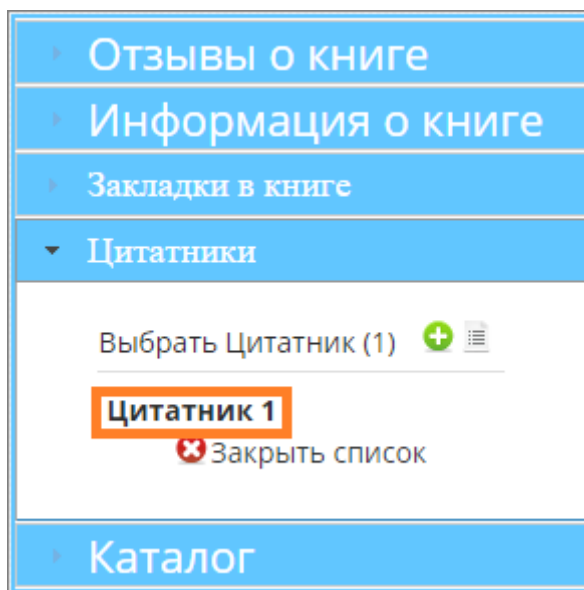 Отзывы о книге
Информация о книге
Закладки в книге
Цитатники
Выбрать Цитатник (1)
Цитатник 1
Закрыть список
Каталог